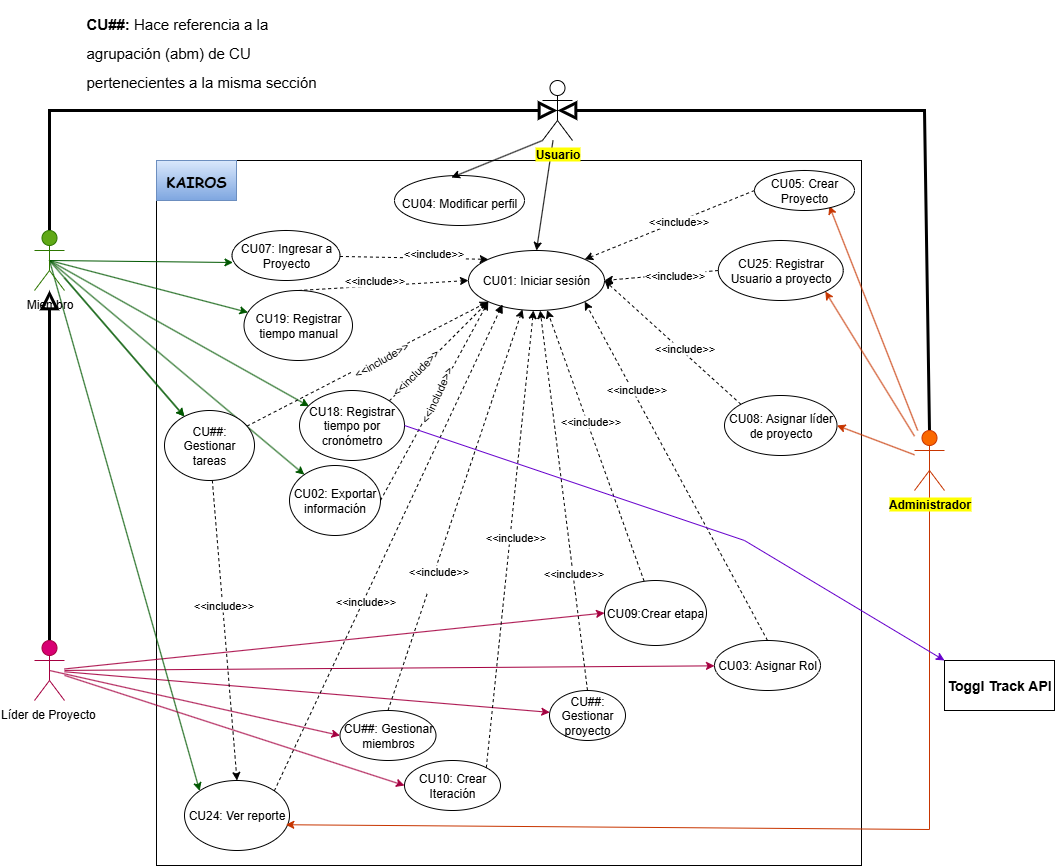 CU##: Hace referencia a la
agrupación (abm) de CU
pertenecientes a la misma sección
Usuario
KAIROS
CU04: Modificar perfil
CU05: Crear
Proyecto
<<include>>
CU07: Ingresar a
Proyecto
<<include>>
CU01: Iniciar sesión
<<include>>
CU25: Registrar
Usuario a proyecto
<<include>>
Miembro
CU19: Registrar
tiempo manual
<<include>>
<<include>>
<<include>>
<<include>>
<<include>>
CU18: Registrar
tiempo por
cronómetro
<<include>>
CU08: Asignar líder
de proyecto
CU##:
Gestionar
tareas
CU02: Exportar
información
Administrador
<<include>>
<<include>>
<<include>>
<<include>>
<<include>>
CU09:Crear etapa
CU03: Asignar Rol
Toggl Track API
Líder de Proyecto
CU##:
Gestionar
proyecto
CU##: Gestionar
miembros
CU10: Crear
Iteración
CU24: Ver reporte